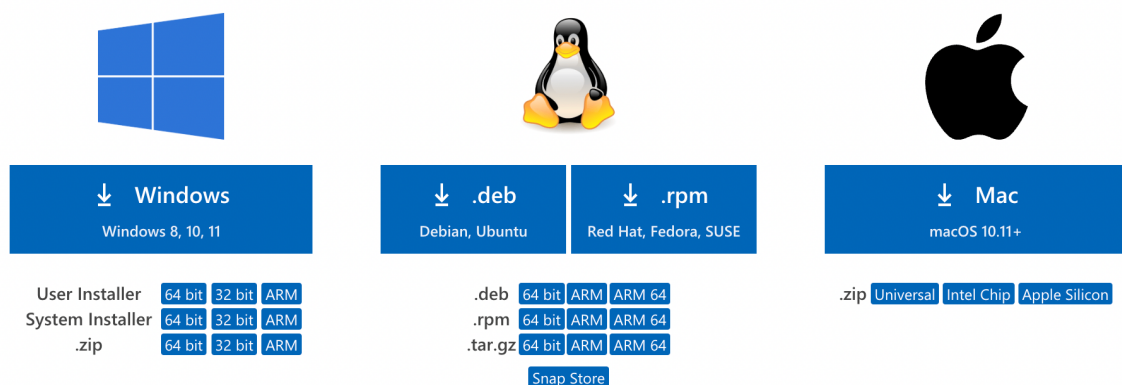 Windows
Windows 8, 10, 11
User Installer 64 bit 32 bit ARM
System Installer 64 bit 32 bit ARM
.zip 64 bit 32 bit ARM
.deb
Debian, Ubuntu
.rpm
Red Hat, Fedora, SUSE
.deb 64 bit ARM ARM 64
.rpm 64 bit ARM ARM 64
.tar.gz 64 bit ARM ARM 64
Snap Store
Mac
macOS 10.11+
.zip Universal Intel Chip Apple Silicon